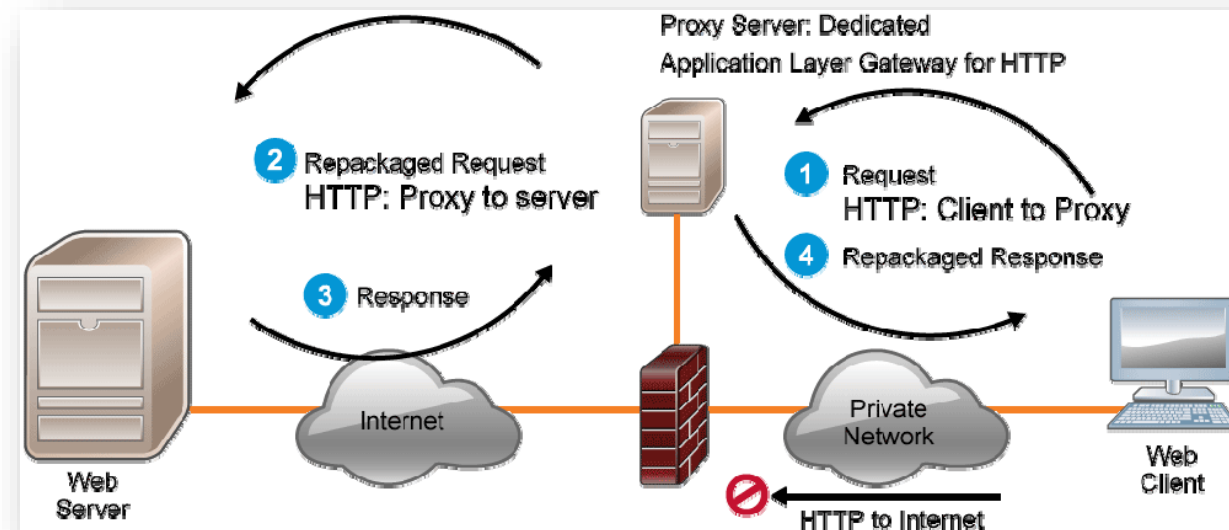 Proxy Server: Dedicated
Application Layer Gateway for HTTP
2 Repackaged Request
HTTP: Proxy to server
1 Request
HTTP: Client to Proxy
4 Repackaged Response
3 Response
Internet
Private
Network
Web
Server
Web
Client
HTTP to Internet